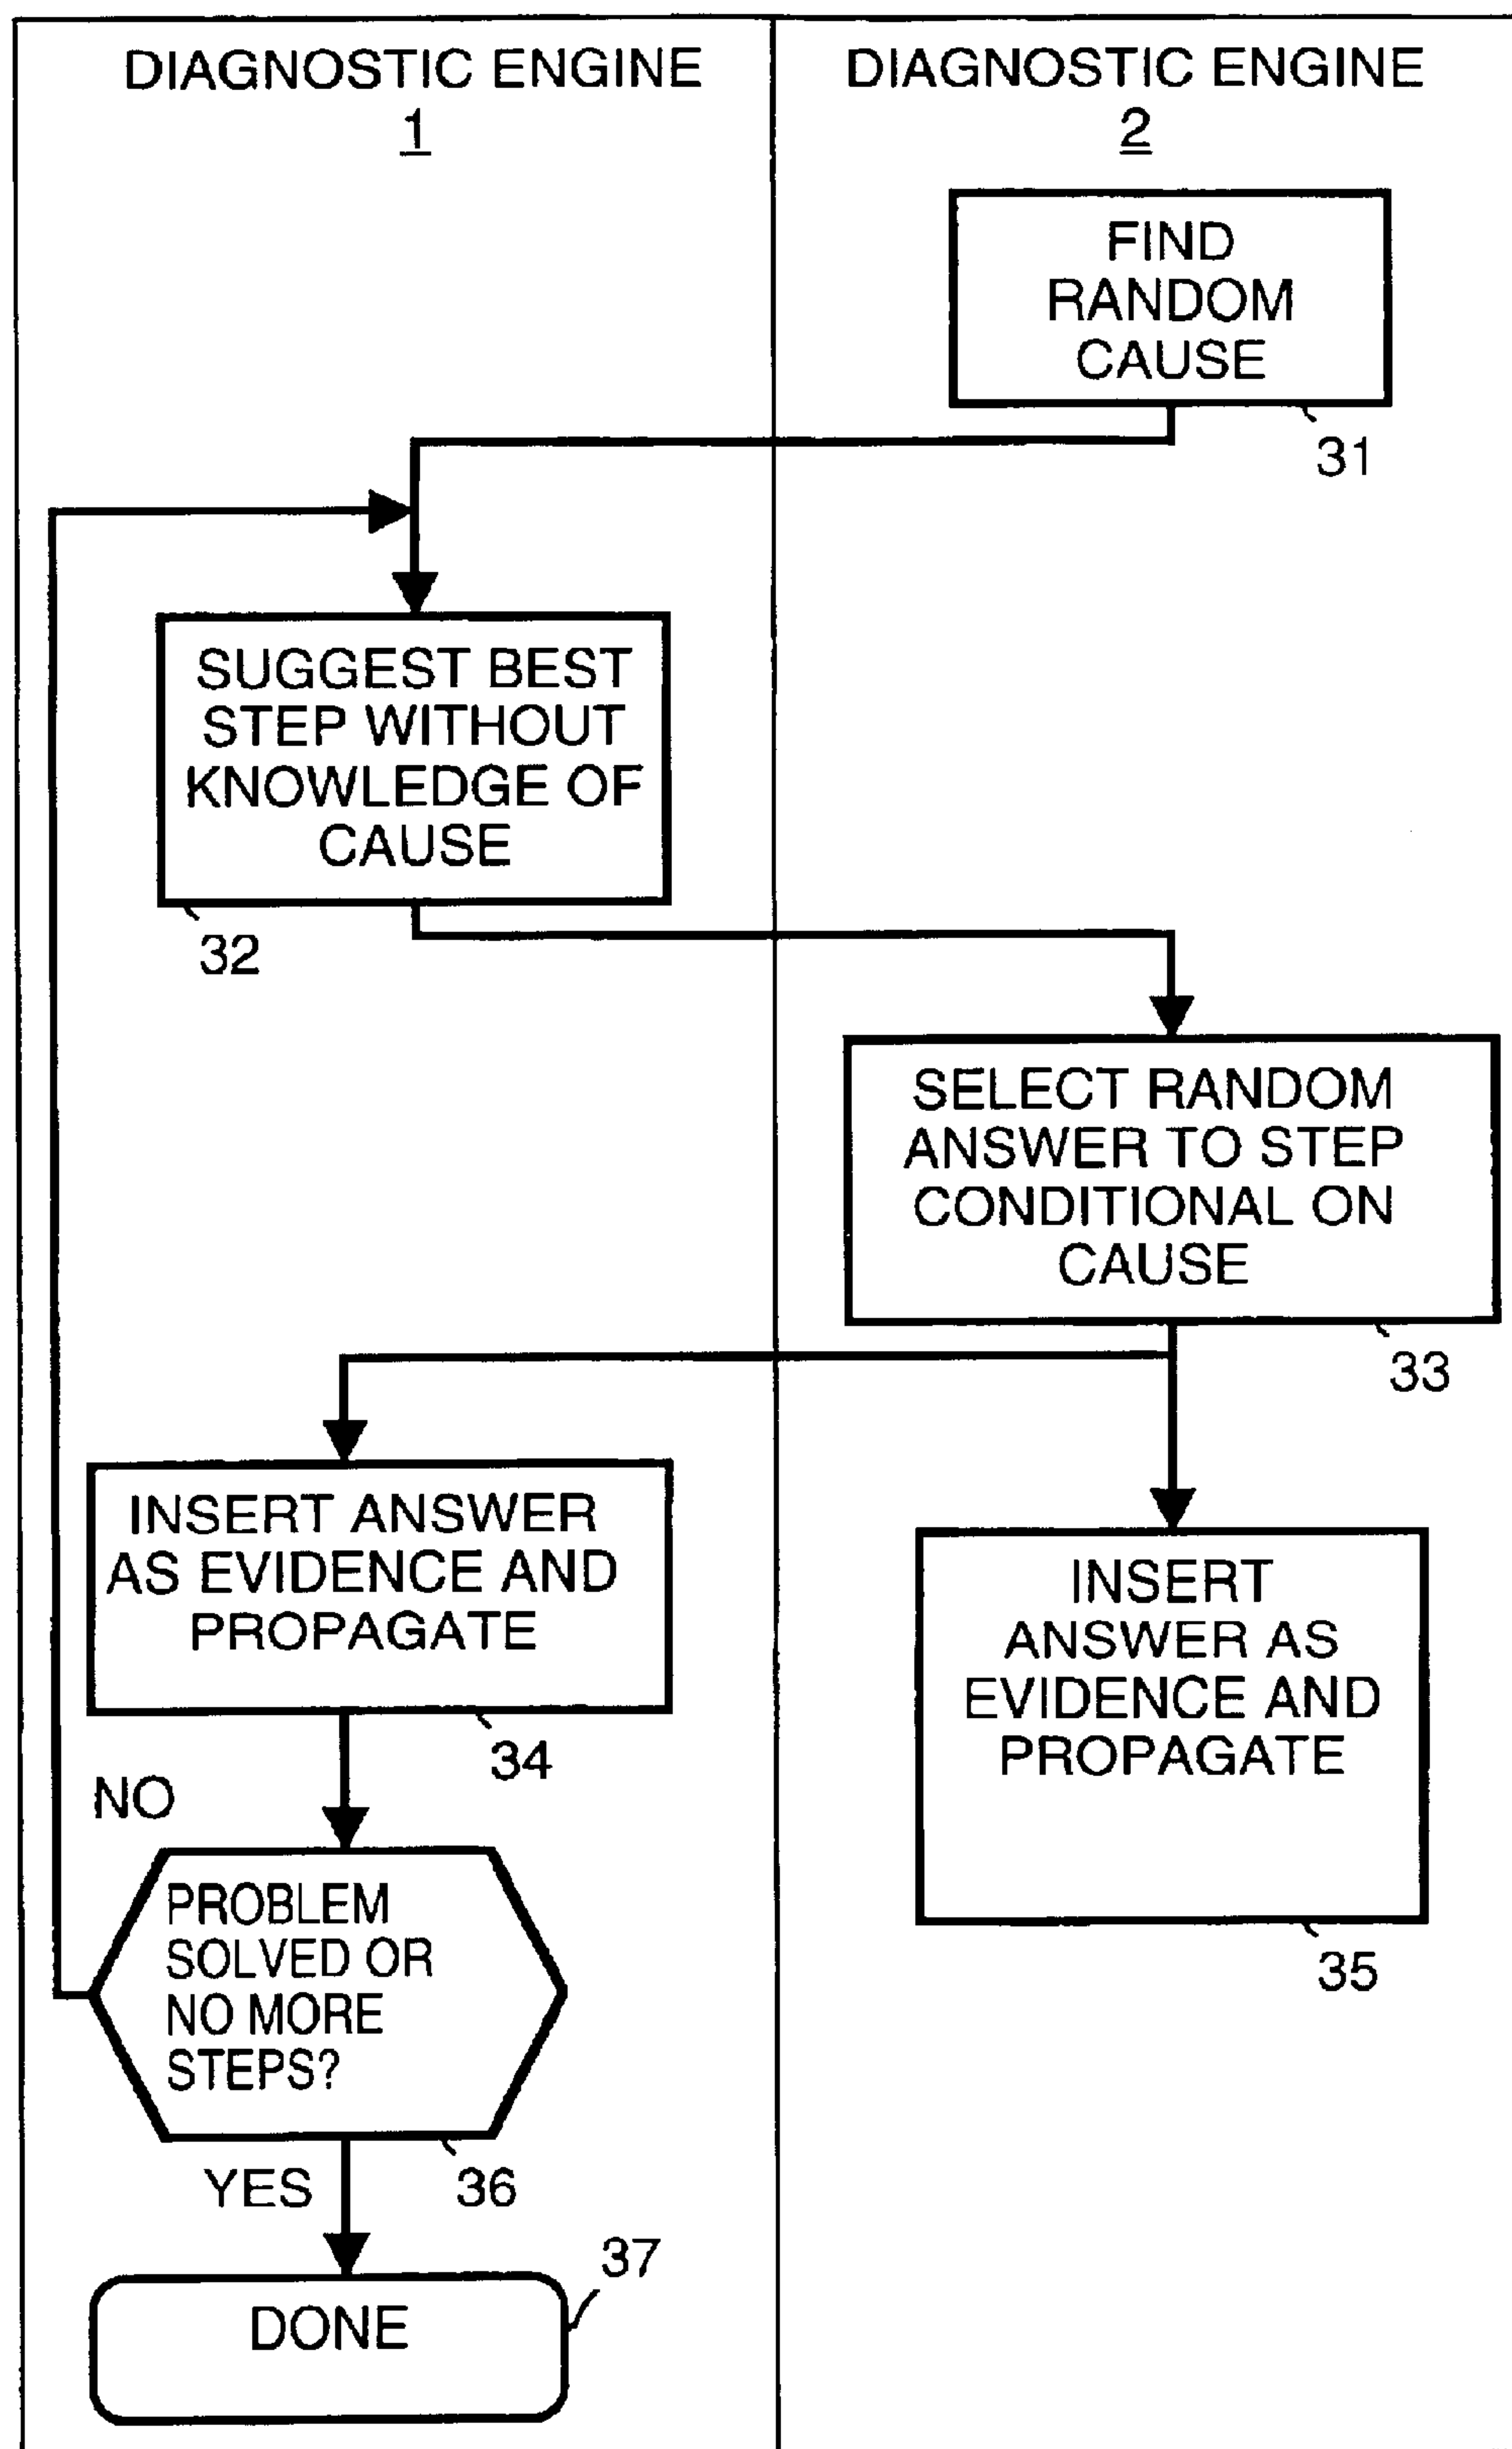 DIAGNOSTIC ENGINE
1
DIAGNOSTIC ENGINE
2
FIND
RANDOM
CAUSE
31
SUGGEST BEST
STEP WITHOUT
KNOWLEDGE OF
CAUSE
32
SELECT RANDOM
ANSWER TO STEP
CONDITIONAL ON
CAUSE
33
INSERT ANSWER
AS EVIDENCE AND
PROPAGATE
34
INSERT
ANSWER AS
EVIDENCE AND
PROPAGATE
35
NO
PROBLEM
SOLVED OR
NO MORE
STEPS?
36
YES
37
DONE